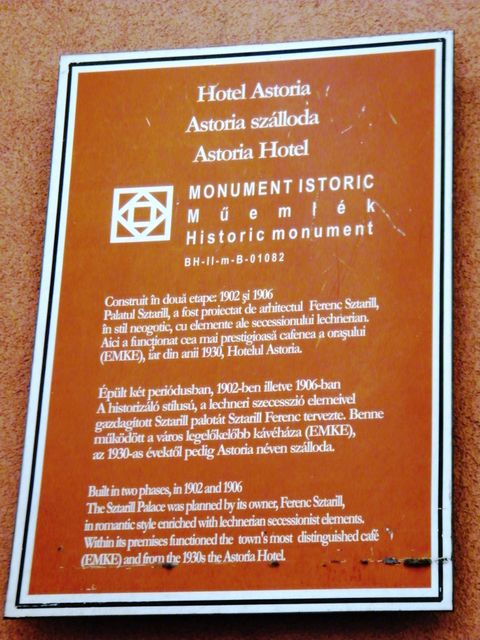 Hotel Astoria
Astoria szálloda
Astoria Hotel
MONUMENT ISTORIC
Műemlék
Historic monument
BH-II-m-B-01082
Construit în două etape: 1902 şi 1906
Palatul Sztarill, a fost proiectat de arhitectul Ferenc Sztarill,
în stil neogotic, cu elemente ale secessionului lechnerian.
Aici a funcţionat cea mai prestigioasă cafenea a oraşului
(EMKE), iar din anii 1930, Hotelul Astoria.
Épült két periódusban, 1902-ben illetve 1906-ban
A historizáló stílusú, a lechneri szecesszió elemeivel
gazdagított Sztarill palotát Sztarill Ferenc tervezte. Benne
működött a város legelőkelőbb kávéháza (EMKE),
az 1930-as évektől pedig Astoria néven szálloda.
Built in two phases, in 1902 and 1906
The Sztarill Palace was planned by its owner, Ferenc Sztarill,
in romantic style enriched with lechnerian secessionist elements.
Within its premises functioned the town's most distinguished café
(EMKE) and from the 1930s the Astoria Hotel.